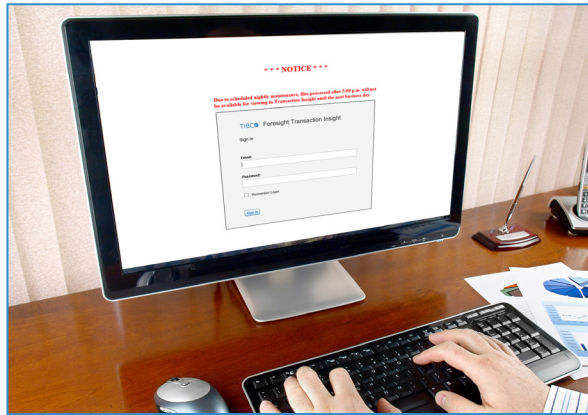 * * * NOTICE * * *
Due to scheduled nightly maintenance, files processed after 5:00 p.m. will not
be available for viewing in Transaction Insight until the next business day.
TIBCO Foresight Transaction Insight
Sign In
Email:
Password:
Remember Login
Sign In